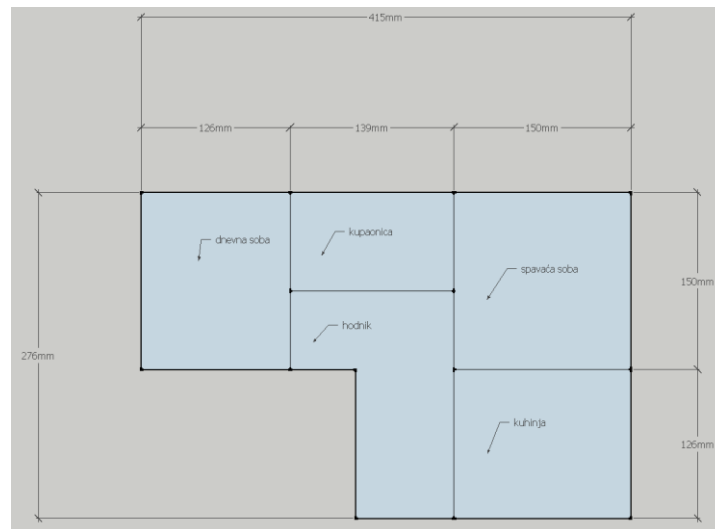 415mm
126mm
139mm
150mm
dnevna soba
kupaonica
spavaća soba
150mm
hodnik
276mm
kuhinja
126mm